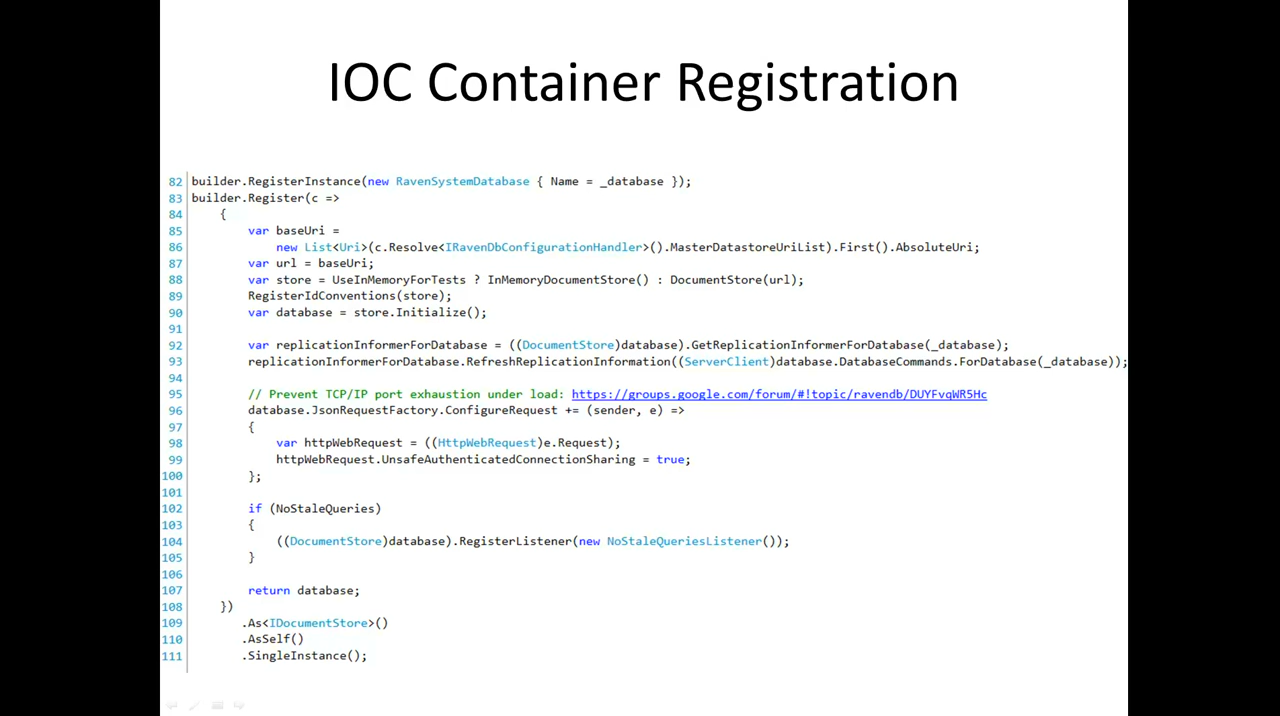 IOC Container Registration
82 builder.RegisterInstance(new RavenSystemDatabase { Name = _database });
83 builder.Register(c =>
84 {
85 var baseUri =
86 new List<Uri>(c.Resolve<IRavenDbConfigurationHandler>().MasterDatastoreUriList).First().AbsoluteUri;
87 var url = baseUri;
88 var store = UseInMemoryForTests ? InMemoryDocumentStore() : DocumentStore(url);
89 RegisterIdConventions(store);
90 var database = store.Initialize();
91
92 var replicationInformerForDatabase = ((DocumentStore)database).GetReplicationInformerForDatabase(_database);
93 replicationInformerForDatabase.RefreshReplicationInformation((ServerClient)database.DatabaseCommands.ForDatabase(_database));
94
95 // Prevent TCP/IP port exhaustion under load: https://groups.google.com/forum/#!topic/ravendb/DUYFvqWR5Hc
96 database.JsonRequestFactory.ConfigureRequest += (sender, e) =>
97 {
98 var httpWebRequest = ((HttpWebRequest)e.Request);
99 httpWebRequest.UnsafeAuthenticatedConnectionSharing = true;
100 };
101
102 if (NoStaleQueries)
103 {
104 ((DocumentStore)database).RegisterListener(new NoStaleQueriesListener());
105 }
106
107 return database;
108 })
109 .As<IDocumentStore>()
110 .AsSelf()
111 .SingleInstance();